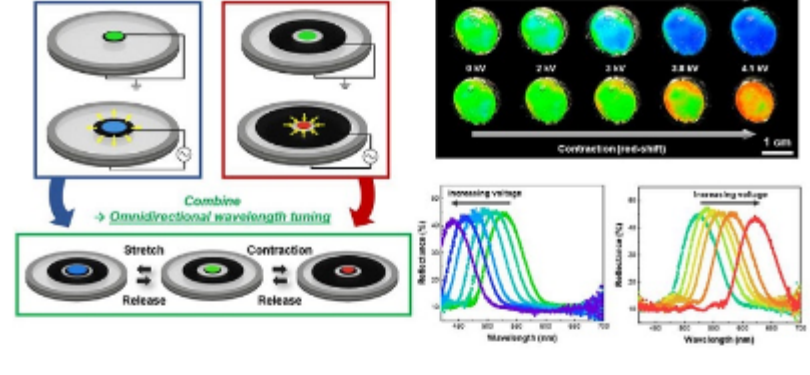 Combine
→ Omnidirectional wavelength tuning
Stretch
Contraction
Release
Release
0 kV
2 kV
3 kV
3.8 kV
4.1 kV
Contraction (red-shift)
1 cm
Increasing voltage
Reflectance (%)
Wavelength (nm)
Increasing voltage
Reflectance (%)
Wavelength (nm)